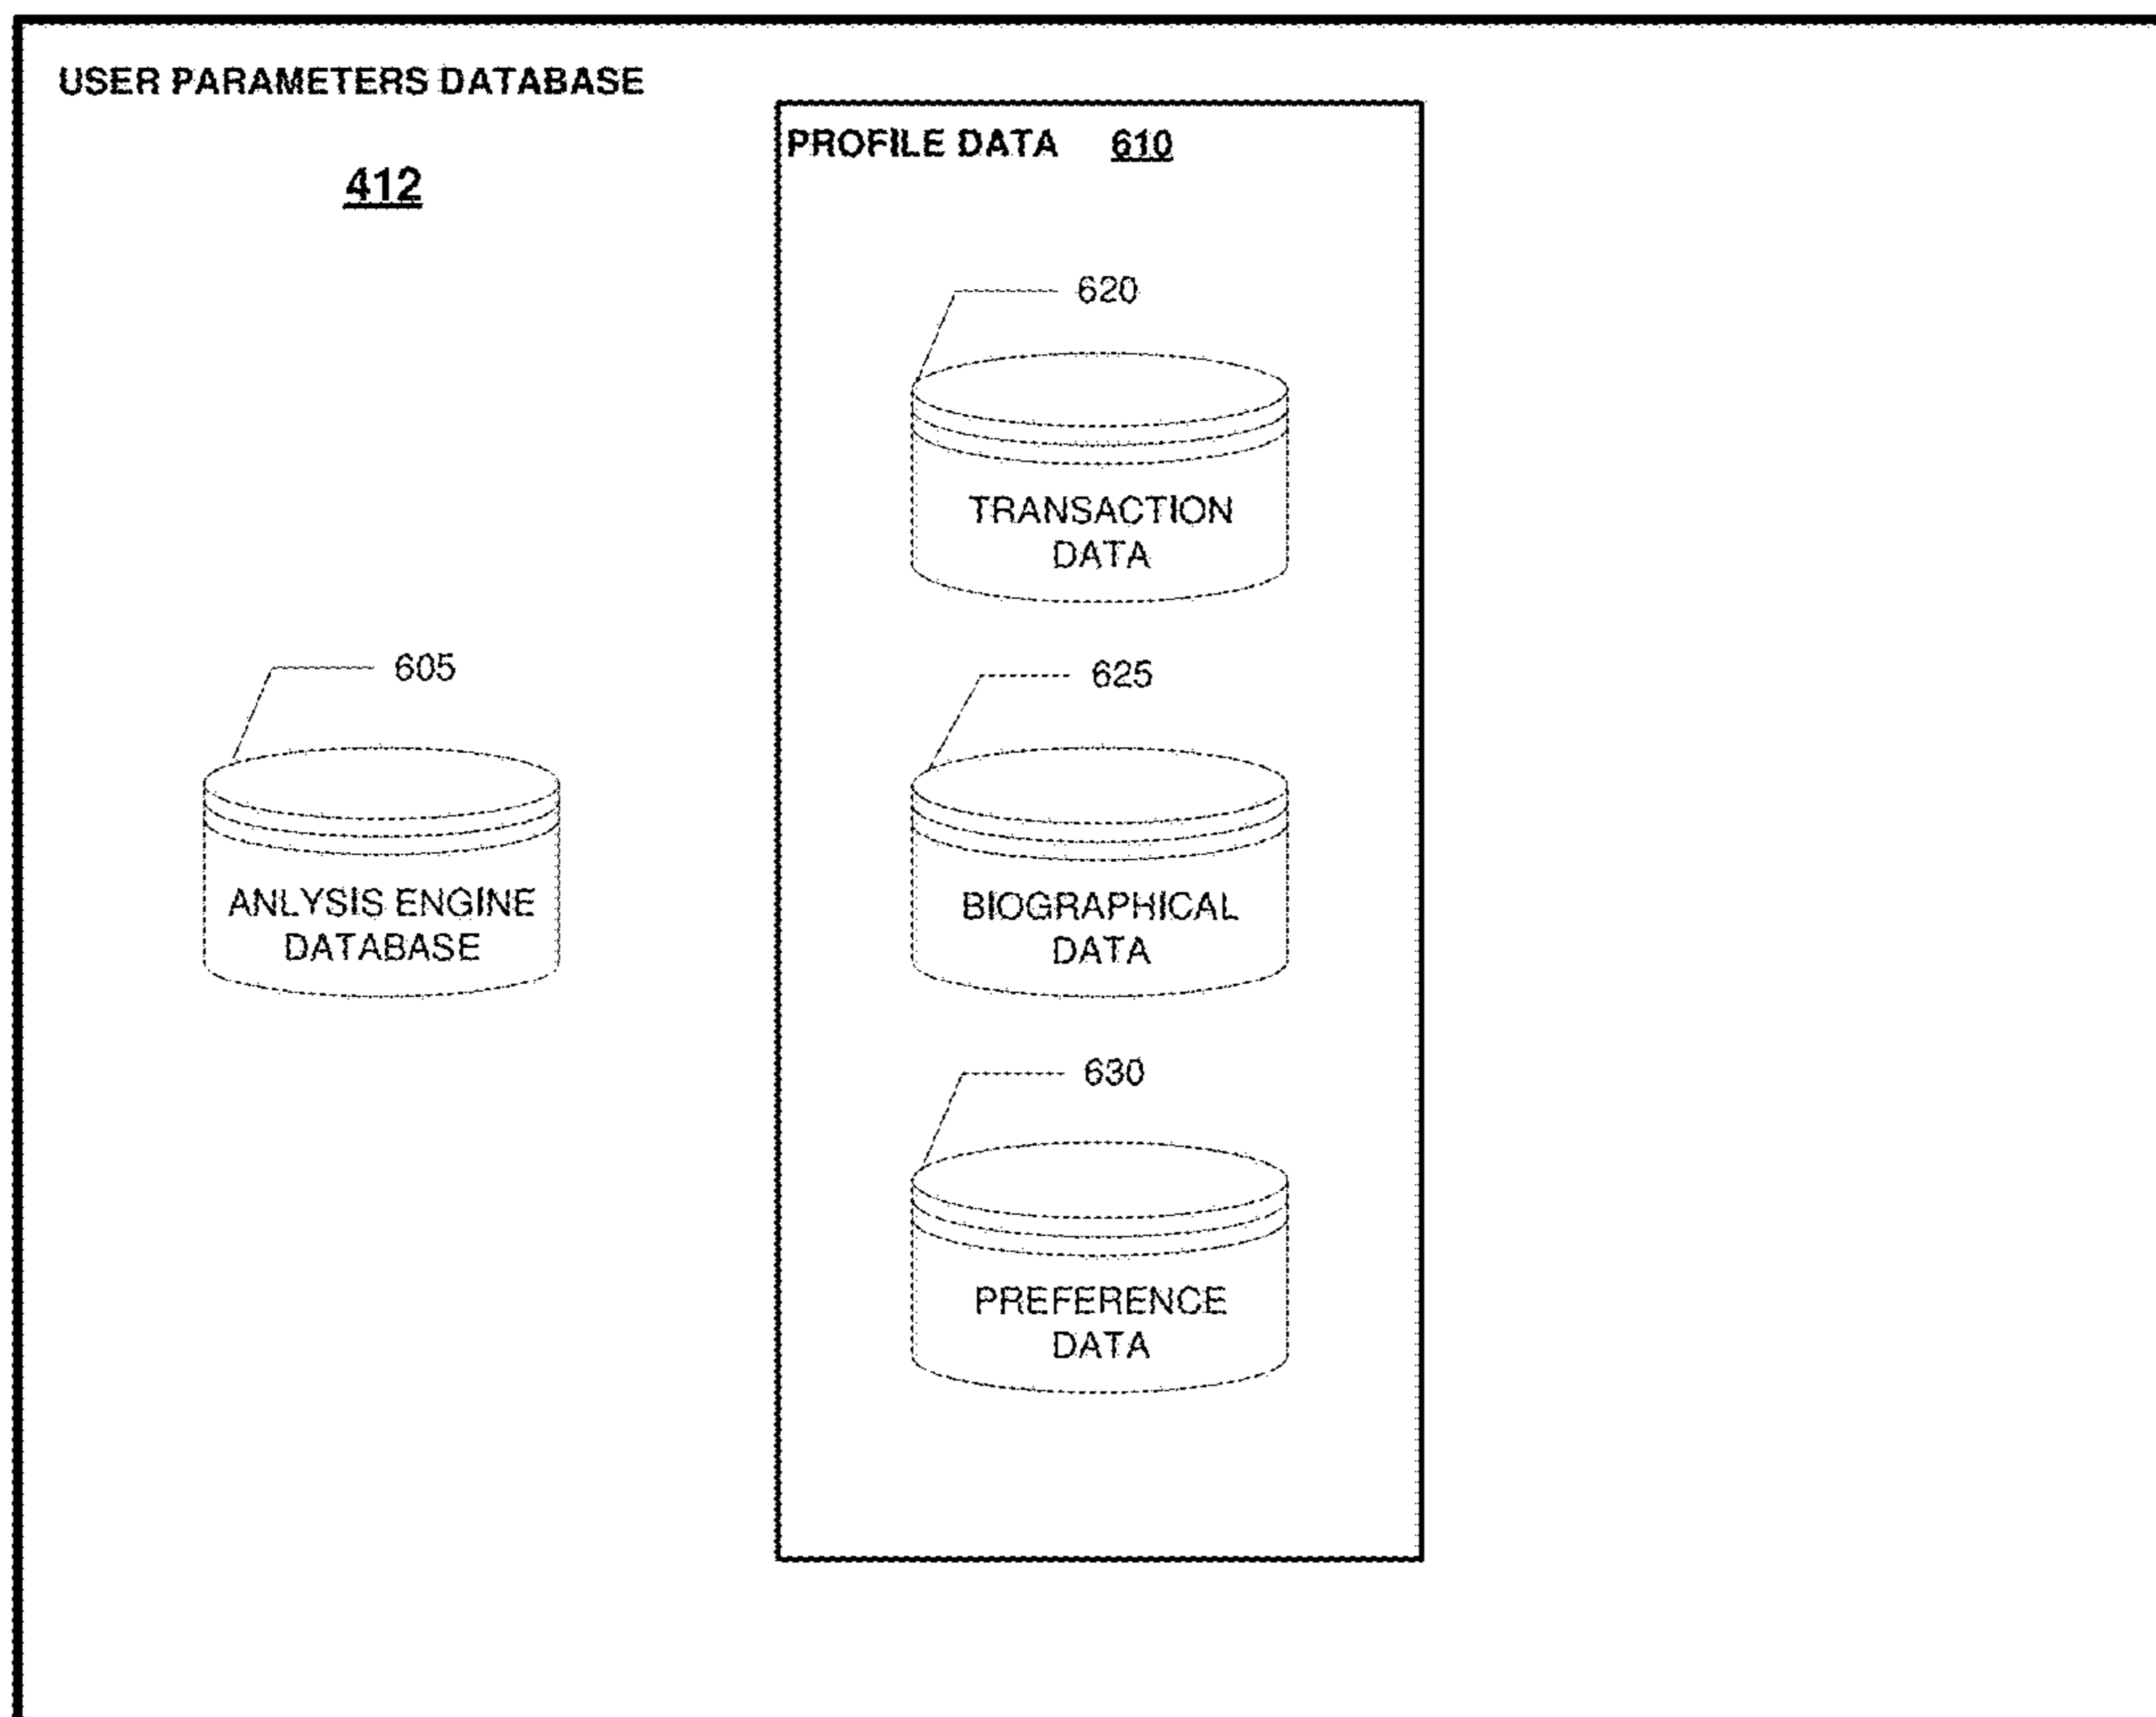 USER PARAMETERS DATABASE
412
PROFILE DATA 610
620
TRANSACTION
DATA
605
ANLYSIS ENGINE
DATABASE
625
BIOGRAPHICAL
DATA
630
PREFERENCE
DATA